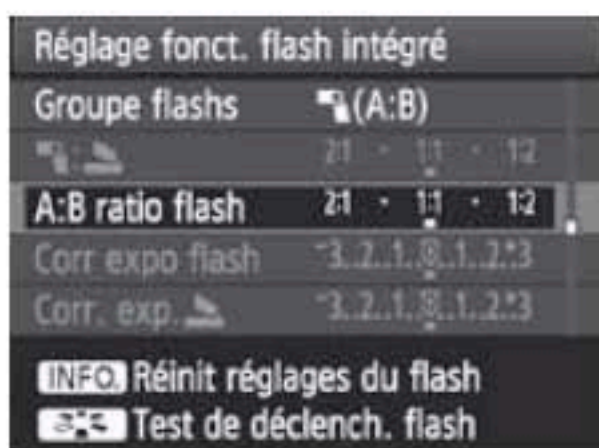 Réglage fonct. flash intégré
Groupe flashs (A:B)
: 2:1 · 1:1 · 1:2
A:B ratio flash 2:1 · 1:1 · 1:2
Corr expo flash -3..2..1..0..1..2..+3
Corr. exp. -3..2..1..0..1..2..+3
INFO. Réinit réglages du flash
Test de déclench. flash